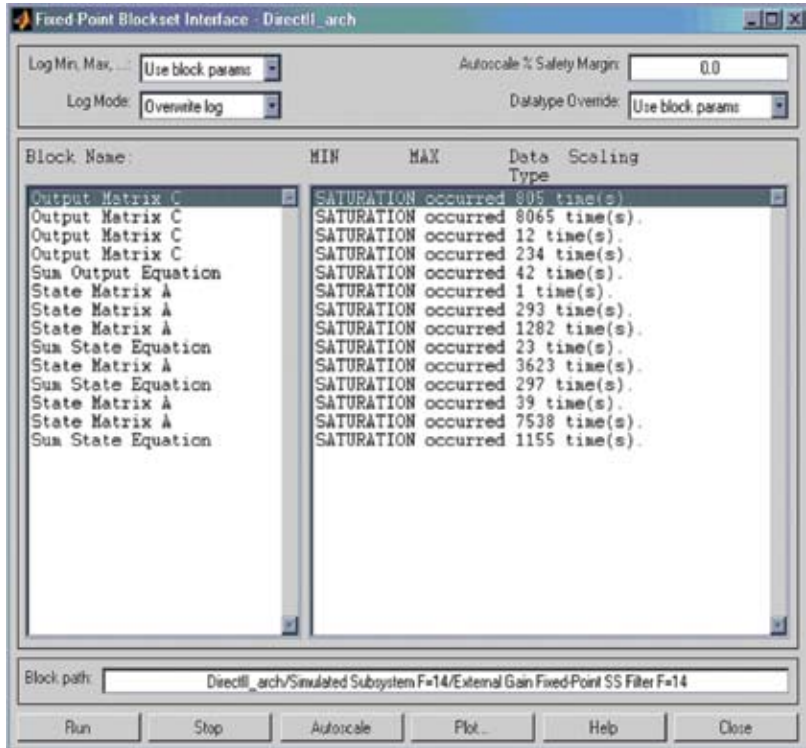 Fixed Point Blockset Interface - DirectII_arch
Log Min, Max, ...: Use block params
Autoscale % Safety Margin: 0.0
Log Mode: Overwrite log
Datatype Override: Use block params
Block Name: MIN MAX Data Type Scaling
Output Matrix C SATURATION occurred 805 time(s).
Output Matrix C SATURATION occurred 8065 time(s).
Output Matrix C SATURATION occurred 12 time(s).
Output Matrix C SATURATION occurred 234 time(s).
Sum Output Equation SATURATION occurred 42 time(s).
State Matrix A SATURATION occurred 1 time(s).
State Matrix A SATURATION occurred 293 time(s).
State Matrix A SATURATION occurred 1282 time(s).
Sum State Equation SATURATION occurred 23 time(s).
State Matrix A SATURATION occurred 3623 time(s).
Sum State Equation SATURATION occurred 297 time(s).
State Matrix A SATURATION occurred 39 time(s).
State Matrix A SATURATION occurred 7538 time(s).
Sum State Equation SATURATION occurred 1155 time(s).
Block path: DirectII_arch/Simulated Subsystem F=14/External Gain Fixed-Point SS Filter F=14
Run Stop Autoscale Plot... Help Close